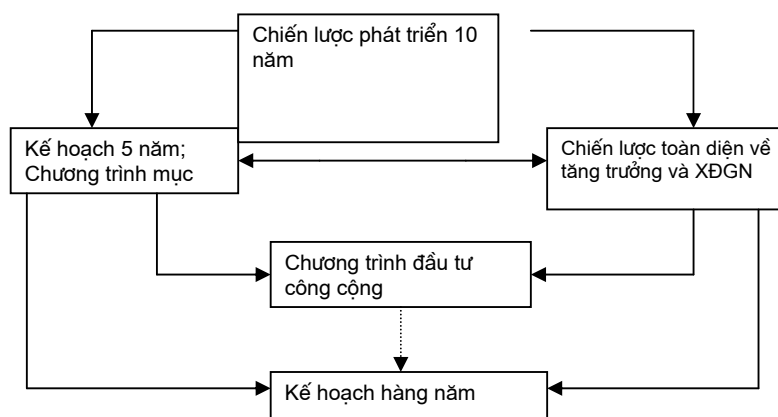 Chiến lược phát triển 10
năm
Kế hoạch 5 năm;
Chương trình mục
Chiến lược toàn diện về
tăng trưởng và XĐGN
Chương trình đầu tư
công cộng
Kế hoạch hàng năm